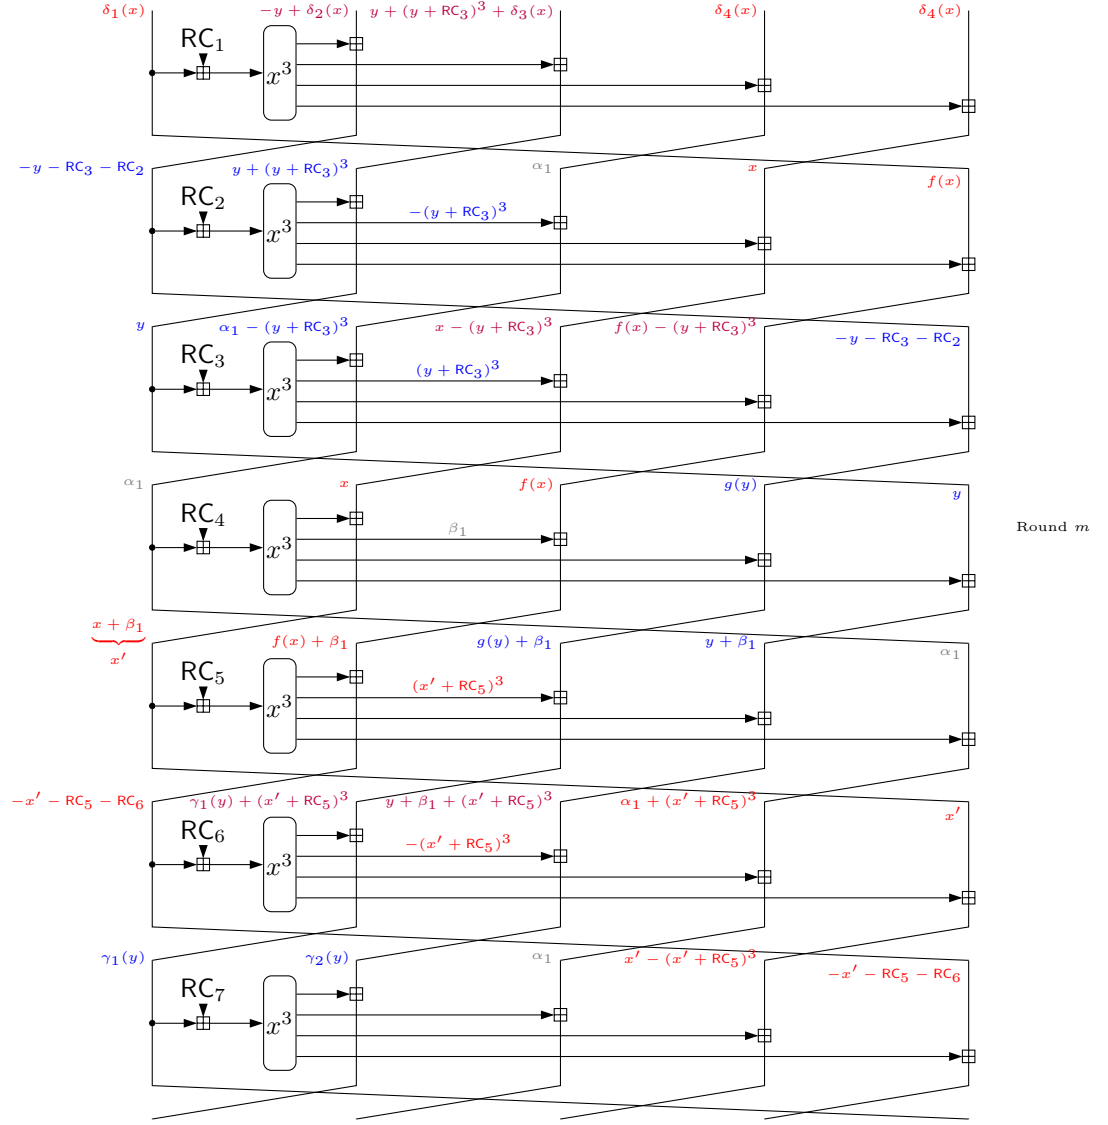 δ₁(x) −y + δ₂(x) y + (y + RC₃)³ + δ₃(x) δ₄(x) δ₄(x)
RC₁
x³
−y − RC₃ − RC₂ y + (y + RC₃)³ α₁ x f(x)
RC₂
x³ −(y + RC₃)³
y α₁ − (y + RC₃)³ x − (y + RC₃)³ f(x) − (y + RC₃)³ −y − RC₃ − RC₂
RC₃
x³ (y + RC₃)³
α₁ x f(x) g(y) y
RC₄
x³ β₁
Round m
x + β₁
x′ f(x) + β₁ g(y) + β₁ y + β₁ α₁
RC₅
x³ (x′ + RC₅)³
−x′ − RC₅ − RC₆ γ₁(y) + (x′ + RC₅)³ y + β₁ + (x′ + RC₅)³ α₁ + (x′ + RC₅)³ x′
RC₆
x³ −(x′ + RC₅)³
γ₁(y) γ₂(y) α₁ x′ − (x′ + RC₅)³ −x′ − RC₅ − RC₆
RC₇
x³